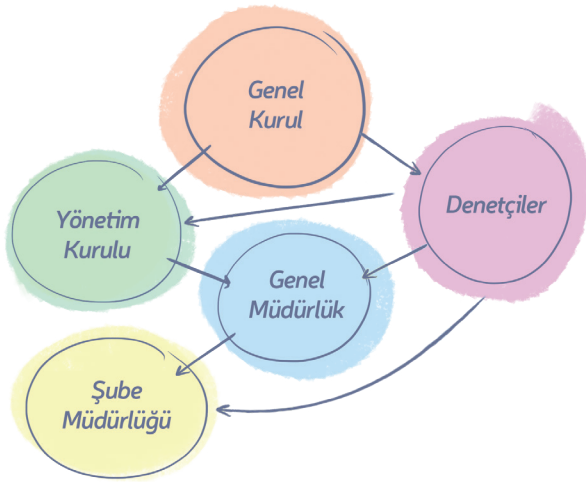 Genel
Kurul
Denetçiler
Yönetim
Kurulu
Genel
Müdürlük
Şube
Müdürlüğü